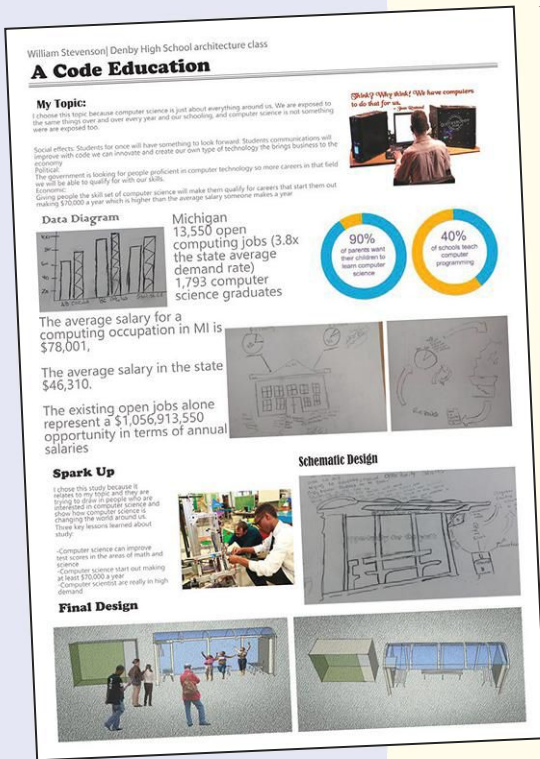 William Stevenson| Denby High School architecture class
A Code Education
My Topic:
I choose this topic because computer science is just about everything around us. We are exposed to
the same things over and over every year and our schooling, and computer science is not something
were are exposed too.
Social effects: Students for once will have something to look forward. Students communications will
improve with code we can innovate and create our own type of technology the brings business to the
economy
Political:
The government is looking for people proficient in computer technology so more careers in that field
we will be able to qualify for with our skills.
Economic:
Giving people the skill set of computer science will make them qualify for careers that start them out
making $70,000 a year which is higher than the average salary someone makes a year
Think? Why think! We have computers
to do that for us.
Data Diagram
Michigan
13,550 open
computing jobs (3.8x
the state average
demand rate)
1,793 computer
science graduates
90%
of parents want
their children to
learn computer
science
40%
of schools teach
computer
programming
The average salary for a
computing occupation in MI is
$78,001,
The average salary in the state
$46,310.
The existing open jobs alone
represent a $1,056,913,550
opportunity in terms of annual
salaries
Spark Up
I chose this study because it
relates to my topic and they are
trying to draw in people who are
interested in computer science and
show how computer science is
changing the world around us.
Three key lessons learned about
study:
-Computer science can improve
test scores in the areas of math and
science
-Computer science start out making
at least $70,000 a year
-Computer scientist are really in high
demand
Schematic Design
Final Design